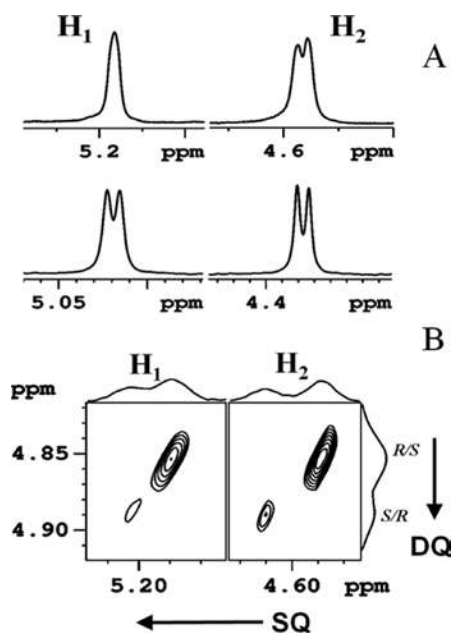 H₁ H₂
A
5.2 ppm 4.6 ppm
5.05 4.4 ppm
B
ppm H₁ H₂
4.85 R/S
4.90 S/R
DQ
5.20 4.60 ppm
SQ